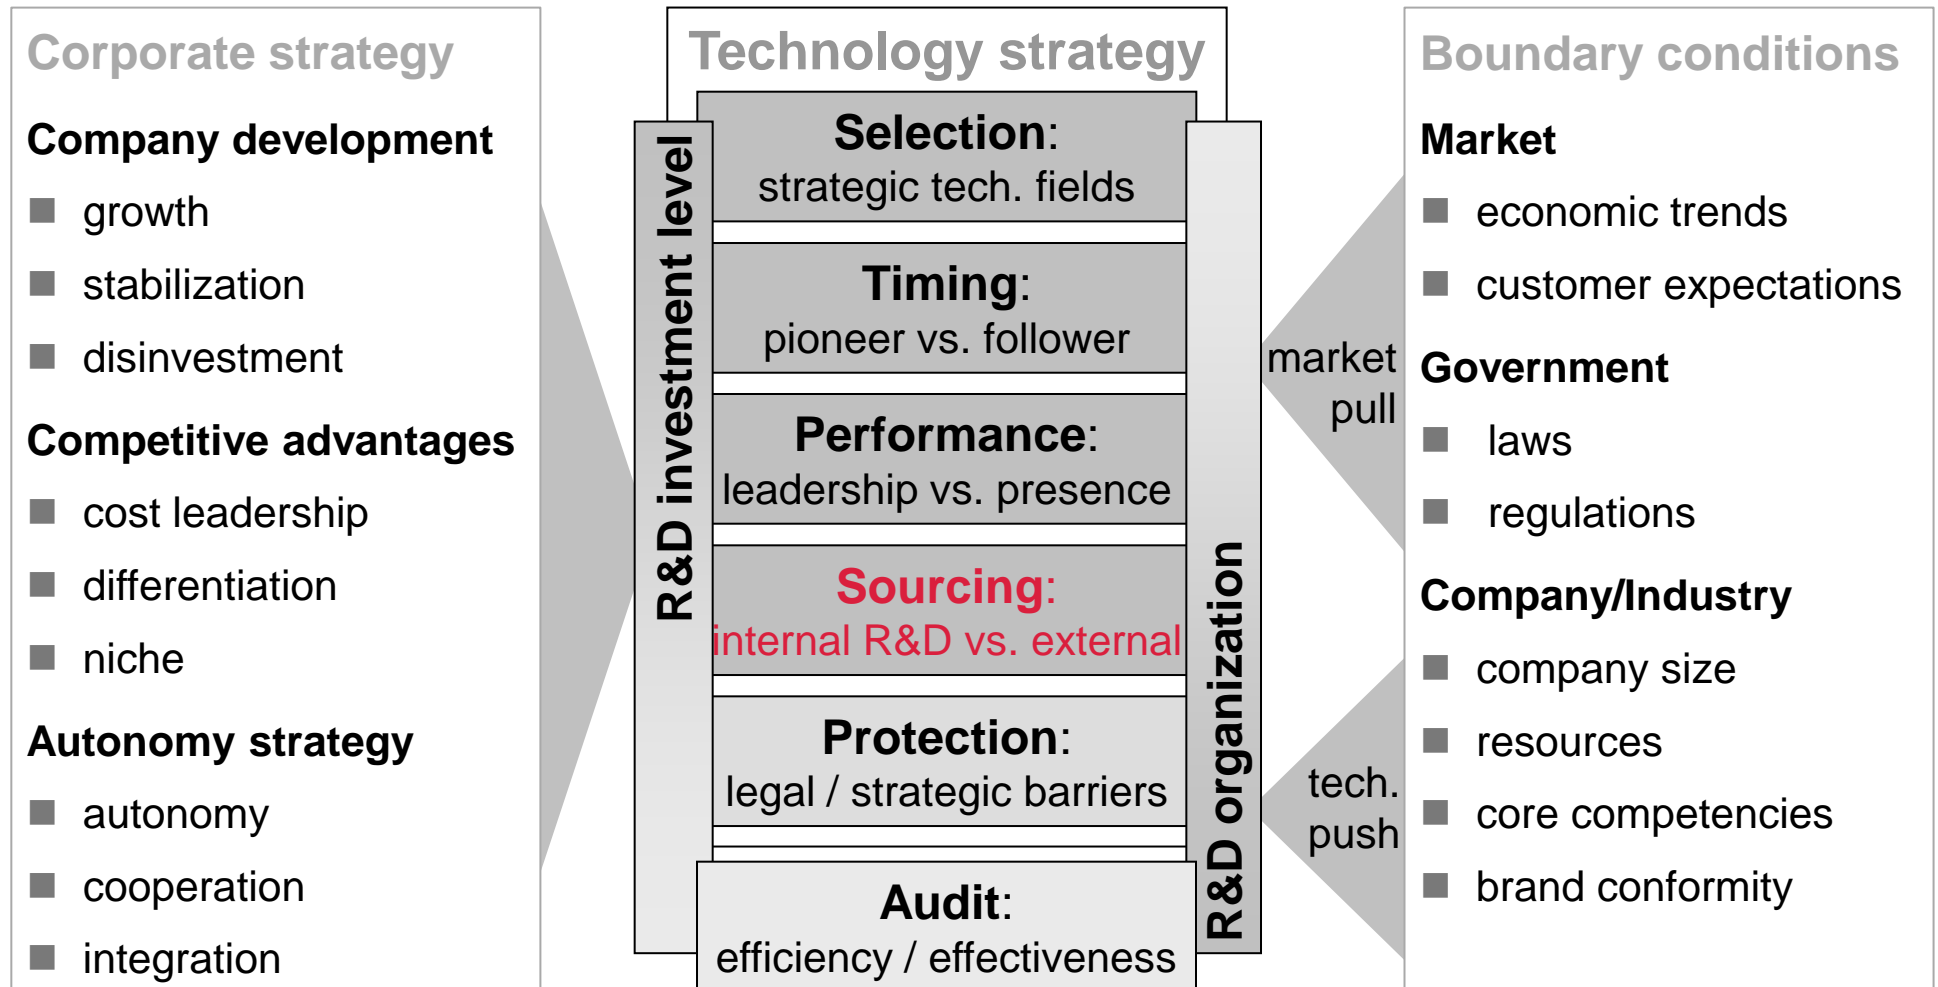 Corporate strategy
Company development
growth
stabilization
disinvestment
Competitive advantages
cost leadership
differentiation
niche
Autonomy strategy
autonomy
cooperation
integration
Technology strategy
R&D investment level
Selection:
strategic tech. fields
Timing:
pioneer vs. follower
Performance:
leadership vs. presence
Sourcing:
internal R&D vs. external
Protection:
legal / strategic barriers
Audit:
efficiency / effectiveness
R&D organization
market
pull
tech.
push
Boundary conditions
Market
economic trends
customer expectations
Government
laws
regulations
Company/Industry
company size
resources
core competencies
brand conformity